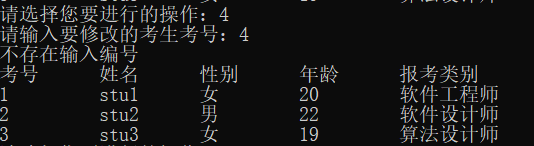 请选择您要进行的操作：4
请输入要修改的考生考号：4
不存在输入编号
考号 姓名 性别 年龄 报考类别
1 stu1 女 20 软件工程师
2 stu2 男 22 软件设计师
3 stu3 女 19 算法设计师